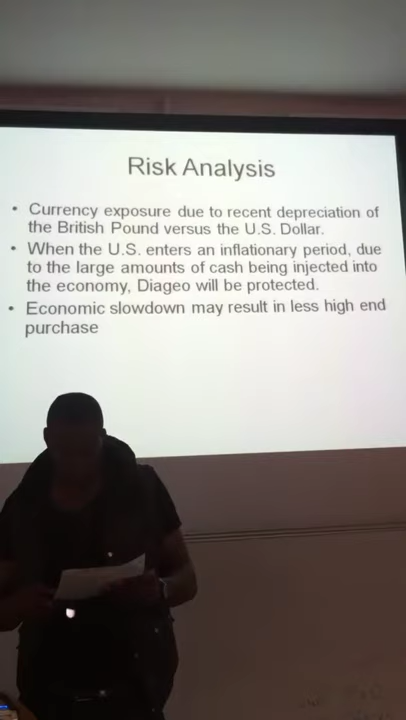 Risk Analysis
• Currency exposure due to recent depreciation of
the British Pound versus the U.S. Dollar.
• When the U.S. enters an inflationary period, due
to the large amounts of cash being injected into
the economy, Diageo will be protected.
• Economic slowdown may result in less high end
purchase